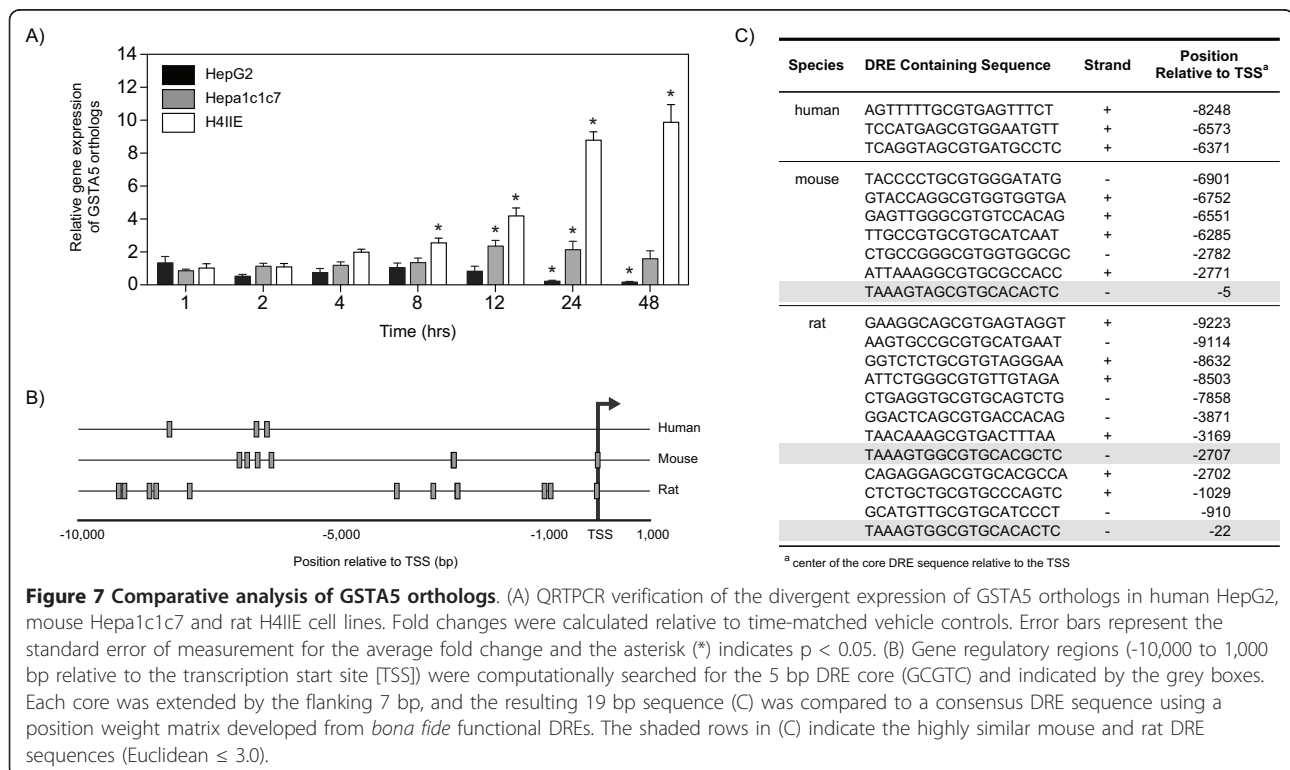 A)
Relative gene expression
of GSTA5 orthologs
14
12
10
8
6
4
2
0
HepG2
Hepa1c1c7
H4IIE
* * * * * * * *
1 2 4 8 12 24 48
Time (hrs)
B)
Human
Mouse
Rat
-10,000 -5,000 -1,000 TSS 1,000
Position relative to TSS (bp)
C)
Species DRE Containing Sequence Strand Position Relative to TSSa
human AGTTTTTGCGTGAGTTTCT + -8248
TCCATGAGCGTGGAATGTT + -6573
TCAGGTAGCGTGATGCCTC + -6371
mouse TACCCCTGCGTGGGATATG - -6901
GTACCAGGCGTGGTGGTGA + -6752
GAGTTGGGCGTGTCCACAG + -6551
TTGCCGTGCGTGCATCAAT + -6285
CTGCCGGGCGTGGTGGCGC - -2782
ATTAAAGGCGTGCGCCACC + -2771
TAAAGTAGCGTGCACACTC - -5
rat GAAGGCAGCGTGAGTAGGT + -9223
AAGTGCCGCGTGCATGAAT - -9114
GGTCTCTGCGTGTAGGGAA + -8632
ATTCTGGGCGTGTTGTAGA + -8503
CTGAGGTGCGTGCAGTCTG - -7858
GGACTCAGCGTGACCACAG - -3871
TAACAAAGCGTGACTTTAA + -3169
TAAAGTGGCGTGCACGCTC - -2707
CAGAGGAGCGTGCACGCCA + -2702
CTCTGCTGCGTGCCCAGTC + -1029
GCATGTTGCGTGCATCCCT - -910
TAAAGTGGCGTGCACACTC - -22
a center of the core DRE sequence relative to the TSS
Figure 7 Comparative analysis of GSTA5 orthologs. (A) QRTPCR verification of the divergent expression of GSTA5 orthologs in human HepG2,
mouse Hepa1c1c7 and rat H4IIE cell lines. Fold changes were calculated relative to time-matched vehicle controls. Error bars represent the
standard error of measurement for the average fold change and the asterisk (*) indicates p < 0.05. (B) Gene regulatory regions (-10,000 to 1,000
bp relative to the transcription start site [TSS]) were computationally searched for the 5 bp DRE core (GCGTC) and indicated by the grey boxes.
Each core was extended by the flanking 7 bp, and the resulting 19 bp sequence (C) was compared to a consensus DRE sequence using a
position weight matrix developed from bona fide functional DREs. The shaded rows in (C) indicate the highly similar mouse and rat DRE
sequences (Euclidean ≤ 3.0).